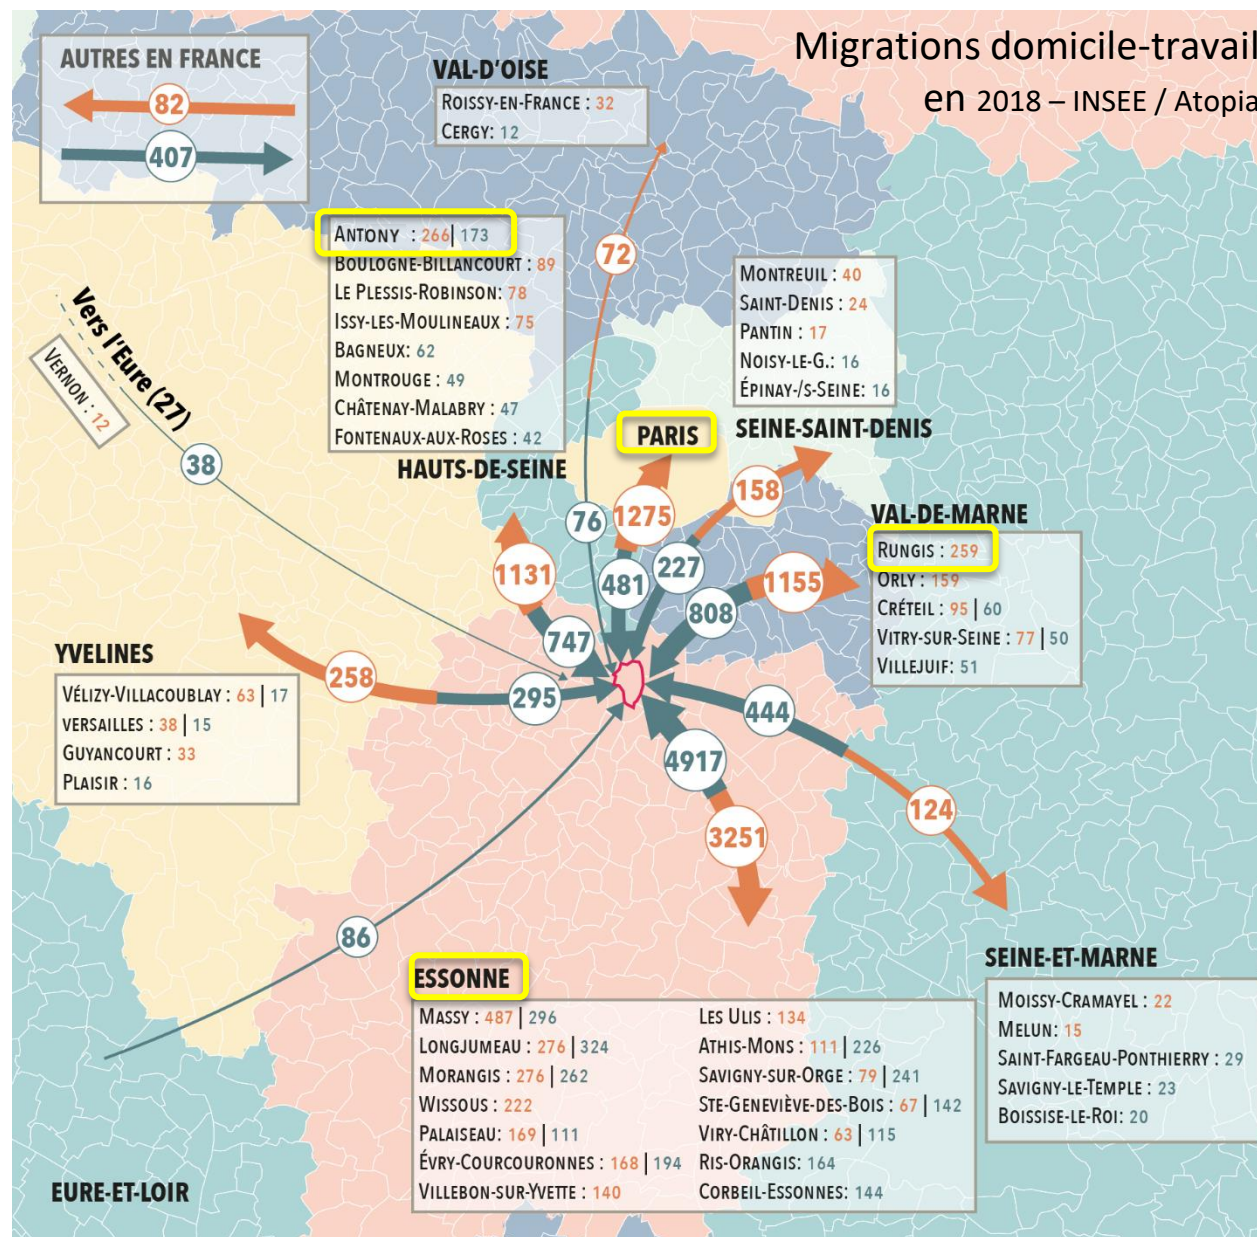 Migrations domicile-travail
en 2018 – INSEE / Atopia
AUTRES EN FRANCE
82
407
VAL-D'OISE
ROISSY-EN-FRANCE : 32
CERGY: 12
72
76
ANTONY : 266| 173
BOULOGNE-BILLANCOURT : 89
LE PLESSIS-ROBINSON: 78
ISSY-LES-MOULINEAUX : 75
BAGNEUX: 62
MONTROUGE : 49
CHÂTENAY-MALABRY : 47
FONTENAUX-AUX-ROSES : 42
HAUTS-DE-SEINE
1131
747
PARIS
1275
481
MONTREUIL : 40
SAINT-DENIS : 24
PANTIN : 17
NOISY-LE-G.: 16
ÉPINAY-/S-SEINE: 16
SEINE-SAINT-DENIS
158
227
VAL-DE-MARNE
RUNGIS : 259
ORLY : 159
CRÉTEIL : 95 | 60
VITRY-SUR-SEINE : 77 | 50
VILLEJUIF: 51
1155
808
Vers l'Eure (27)
VERNON : 12
38
YVELINES
VÉLIZY-VILLACOUBLAY : 63 | 17
VERSAILLES : 38 | 15
GUYANCOURT : 33
PLAISIR : 16
258
295
444
124
4917
3251
86
ESSONNE
MASSY : 487 | 296
LONGJUMEAU : 276 | 324
MORANGIS : 276 | 262
WISSOUS : 222
PALAISEAU: 169 | 111
ÉVRY-COURCOURONNES : 168 | 194
VILLEBON-SUR-YVETTE : 140
LES ULIS : 134
ATHIS-MONS : 111 | 226
SAVIGNY-SUR-ORGE : 79 | 241
STE-GENEVIÈVE-DES-BOIS : 67 | 142
VIRY-CHÂTILLON : 63 | 115
RIS-ORANGIS: 164
CORBEIL-ESSONNES: 144
SEINE-ET-MARNE
MOISSY-CRAMAYEL : 22
MELUN: 15
SAINT-FARGEAU-PONTHIERRY : 29
SAVIGNY-LE-TEMPLE : 23
BOISSISE-LE-ROI: 20
EURE-ET-LOIR